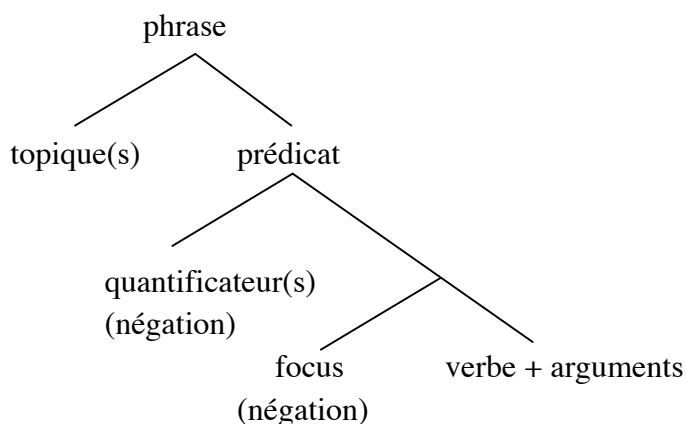 phrase
topique(s) prédicat
quantificateur(s)
(négation)
focus verbe + arguments
(négation)